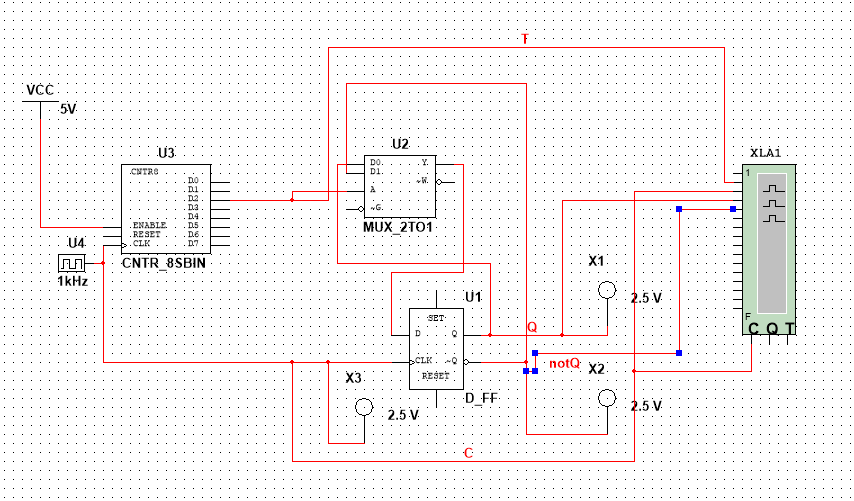 T
VCC
5V
U3
CNTR8
D0
D1
D2
D3
D4
D5
D6
D7
ENABLE
RESET
CLK
CNTR_8SBIN
U4
1kHz
U2
D0
D1
A
~G
Y
~W
MUX_2TO1
XLA1
1
F
C Q T
X1
2.5 V
U1
SET
D
Q
CLK
~Q
RESET
D_FF
Q
notQ
X2
2.5 V
X3
2.5 V
C